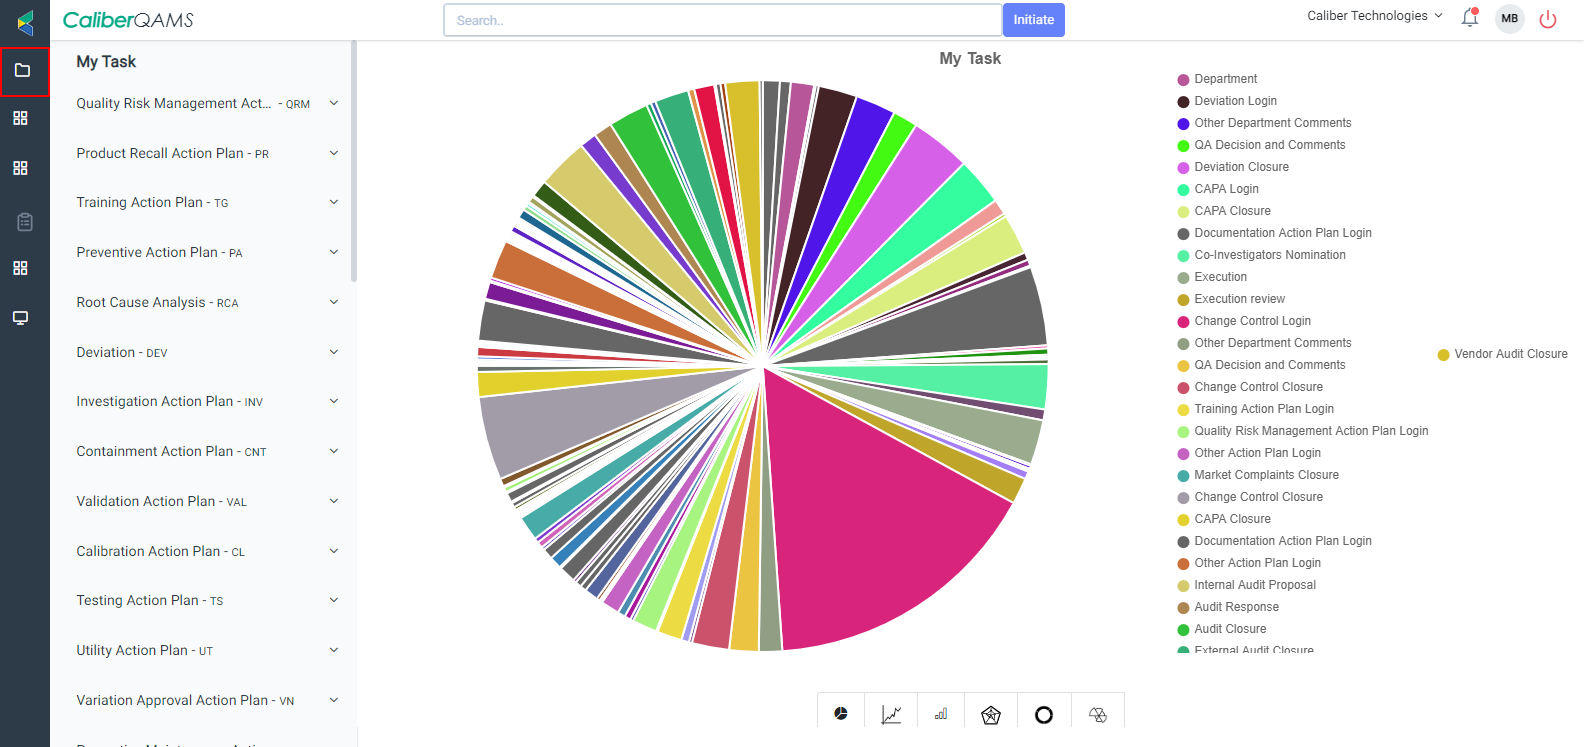 CaliberQAMS
Search..
Initiate
Caliber Technologies
MB
My Task
Quality Risk Management Act... - QRM
Product Recall Action Plan - PR
Training Action Plan - TG
Preventive Action Plan - PA
Root Cause Analysis - RCA
Deviation - DEV
Investigation Action Plan - INV
Containment Action Plan - CNT
Validation Action Plan - VAL
Calibration Action Plan - CL
Testing Action Plan - TS
Utility Action Plan - UT
Variation Approval Action Plan - VN
My Task
Department
Deviation Login
Other Department Comments
QA Decision and Comments
Deviation Closure
CAPA Login
CAPA Closure
Documentation Action Plan Login
Co-Investigators Nomination
Execution
Execution review
Change Control Login
Other Department Comments
QA Decision and Comments
Change Control Closure
Training Action Plan Login
Quality Risk Management Action Plan Login
Other Action Plan Login
Market Complaints Closure
Change Control Closure
CAPA Closure
Documentation Action Plan Login
Other Action Plan Login
Internal Audit Proposal
Audit Response
Audit Closure
External Audit Closure
Vendor Audit Closure